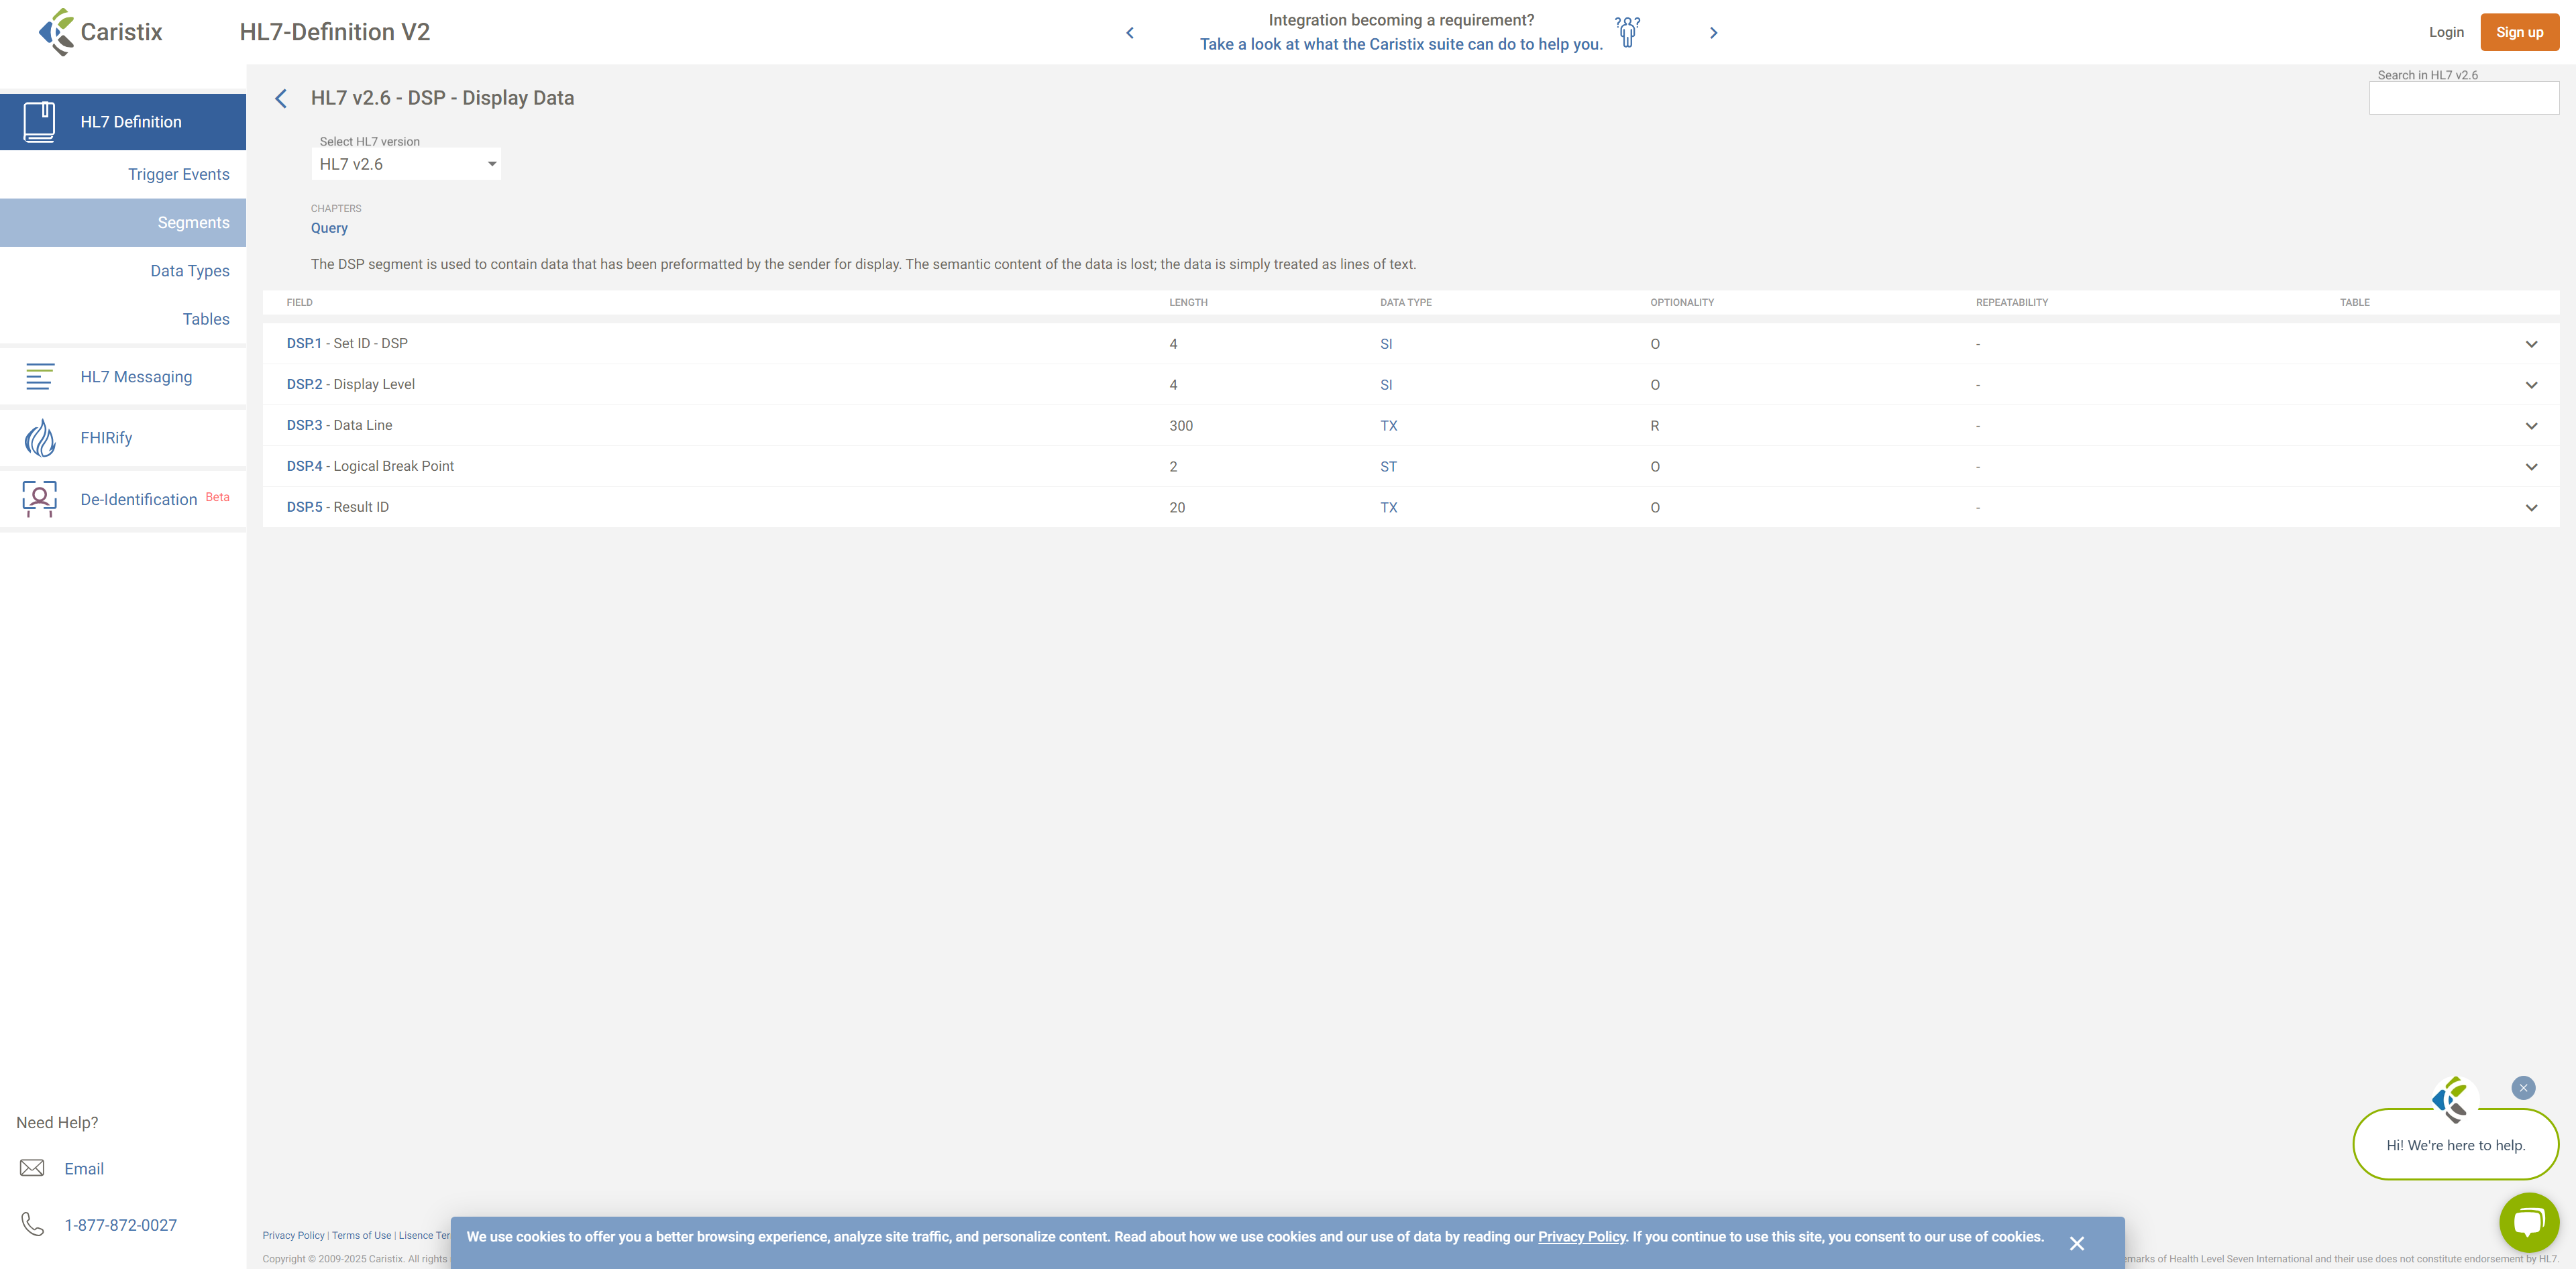 Caristix
HL7-Definition V2
Integration becoming a requirement?
Take a look at what the Caristix suite can do to help you.
Login
Sign up
HL7 Definition
Trigger Events
Segments
Data Types
Tables
HL7 Messaging
FHIRify
De-Identification Beta
Need Help?
Email
1-877-872-0027
HL7 v2.6 - DSP - Display Data
Search in HL7 v2.6
Select HL7 version
HL7 v2.6
CHAPTERS
Query
The DSP segment is used to contain data that has been preformatted by the sender for display. The semantic content of the data is lost; the data is simply treated as lines of text.
FIELD LENGTH DATA TYPE OPTIONALITY REPEATABILITY TABLE
DSP.1 - Set ID - DSP 4 SI O -
DSP.2 - Display Level 4 SI O -
DSP.3 - Data Line 300 TX R -
DSP.4 - Logical Break Point 2 ST O -
DSP.5 - Result ID 20 TX O -
Hi! We're here to help.
Privacy Policy | Terms of Use | Lisence Ter
Copyright © 2009-2025 Caristix. All rights
We use cookies to offer you a better browsing experience, analyze site traffic, and personalize content. Read about how we use cookies and our use of data by reading our Privacy Policy. If you continue to use this site, you consent to our use of cookies.
emarks of Health Level Seven International and their use does not constitute endorsement by HL7.